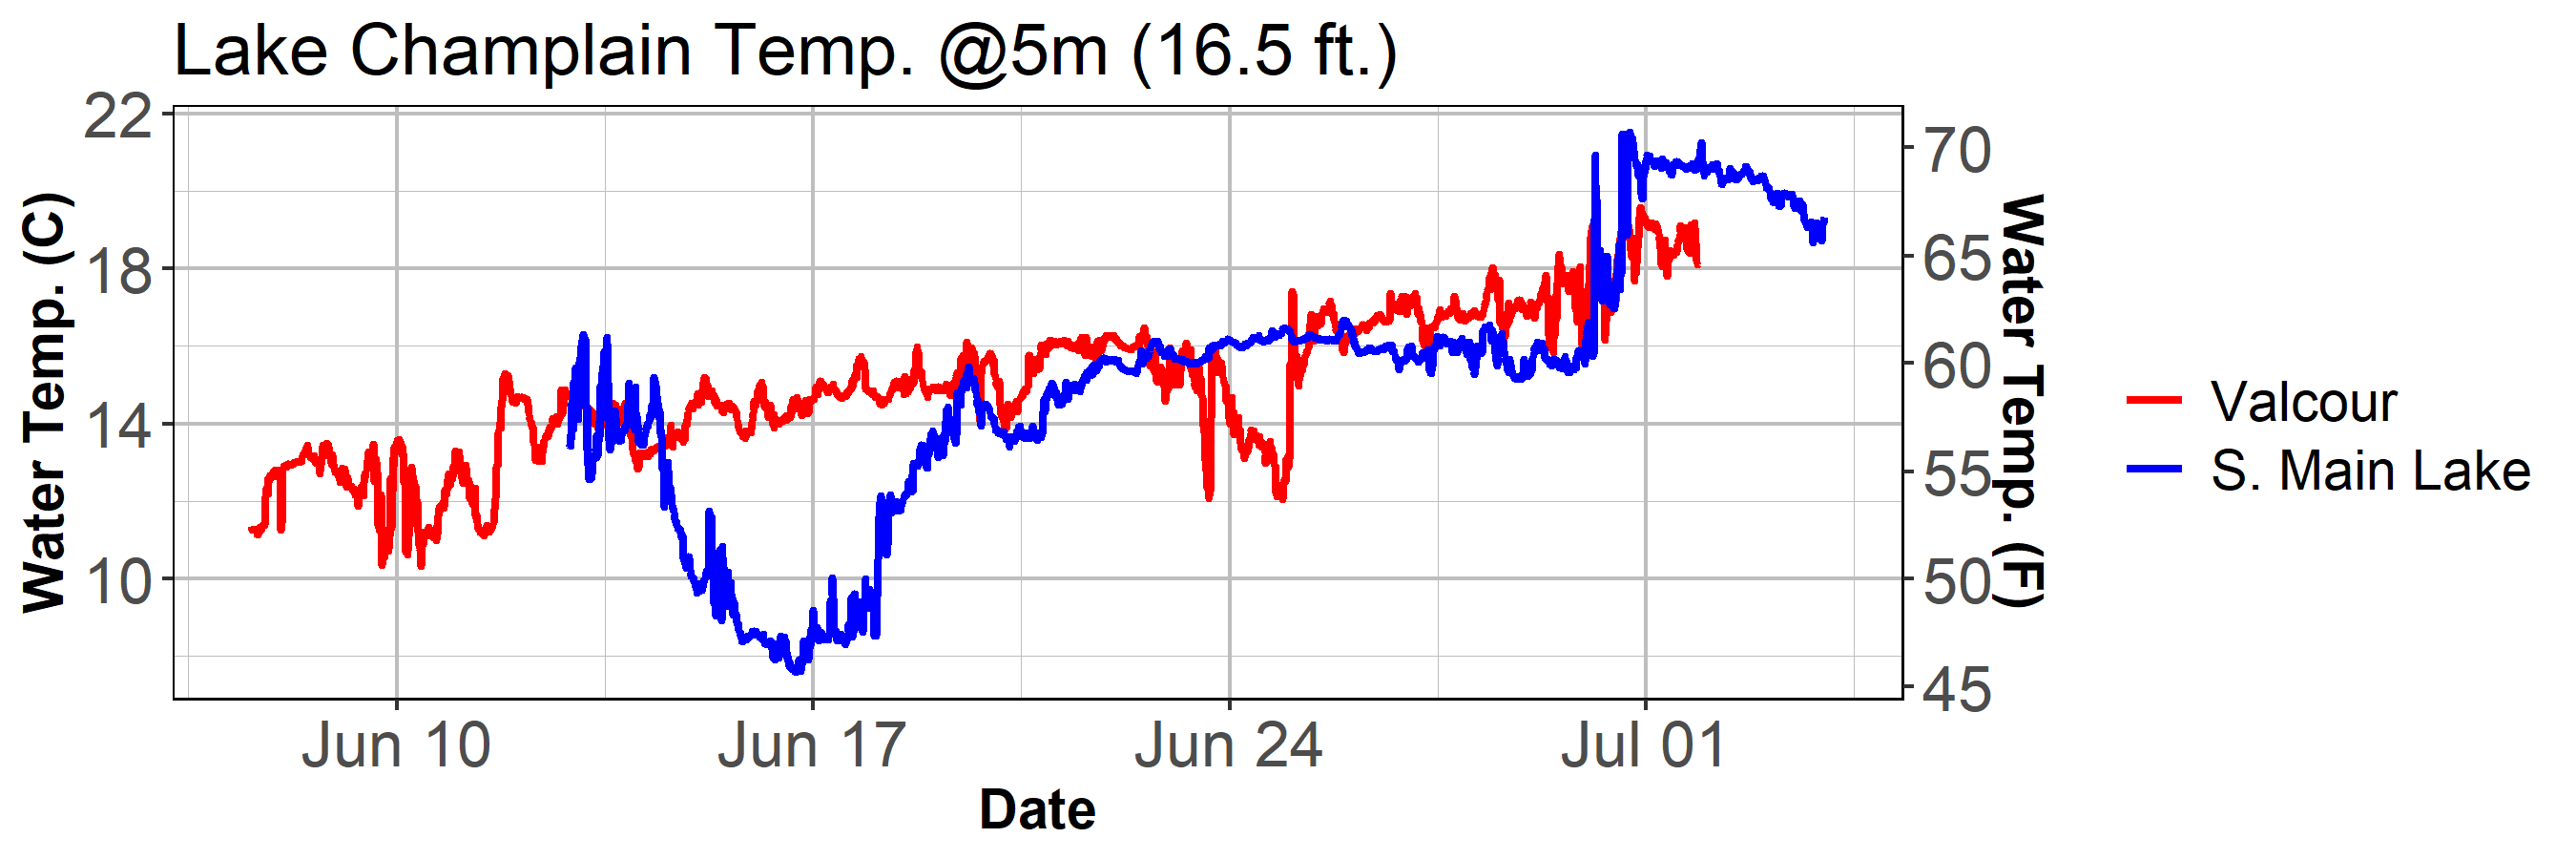 Lake Champlain Temp. @5m (16.5 ft.)
Water Temp. (C)
22
18
14
10
70
65
60
55
50
45
Water Temp. (F)
Jun 10
Jun 17
Jun 24
Jul 01
Date
Valcour
S. Main Lake